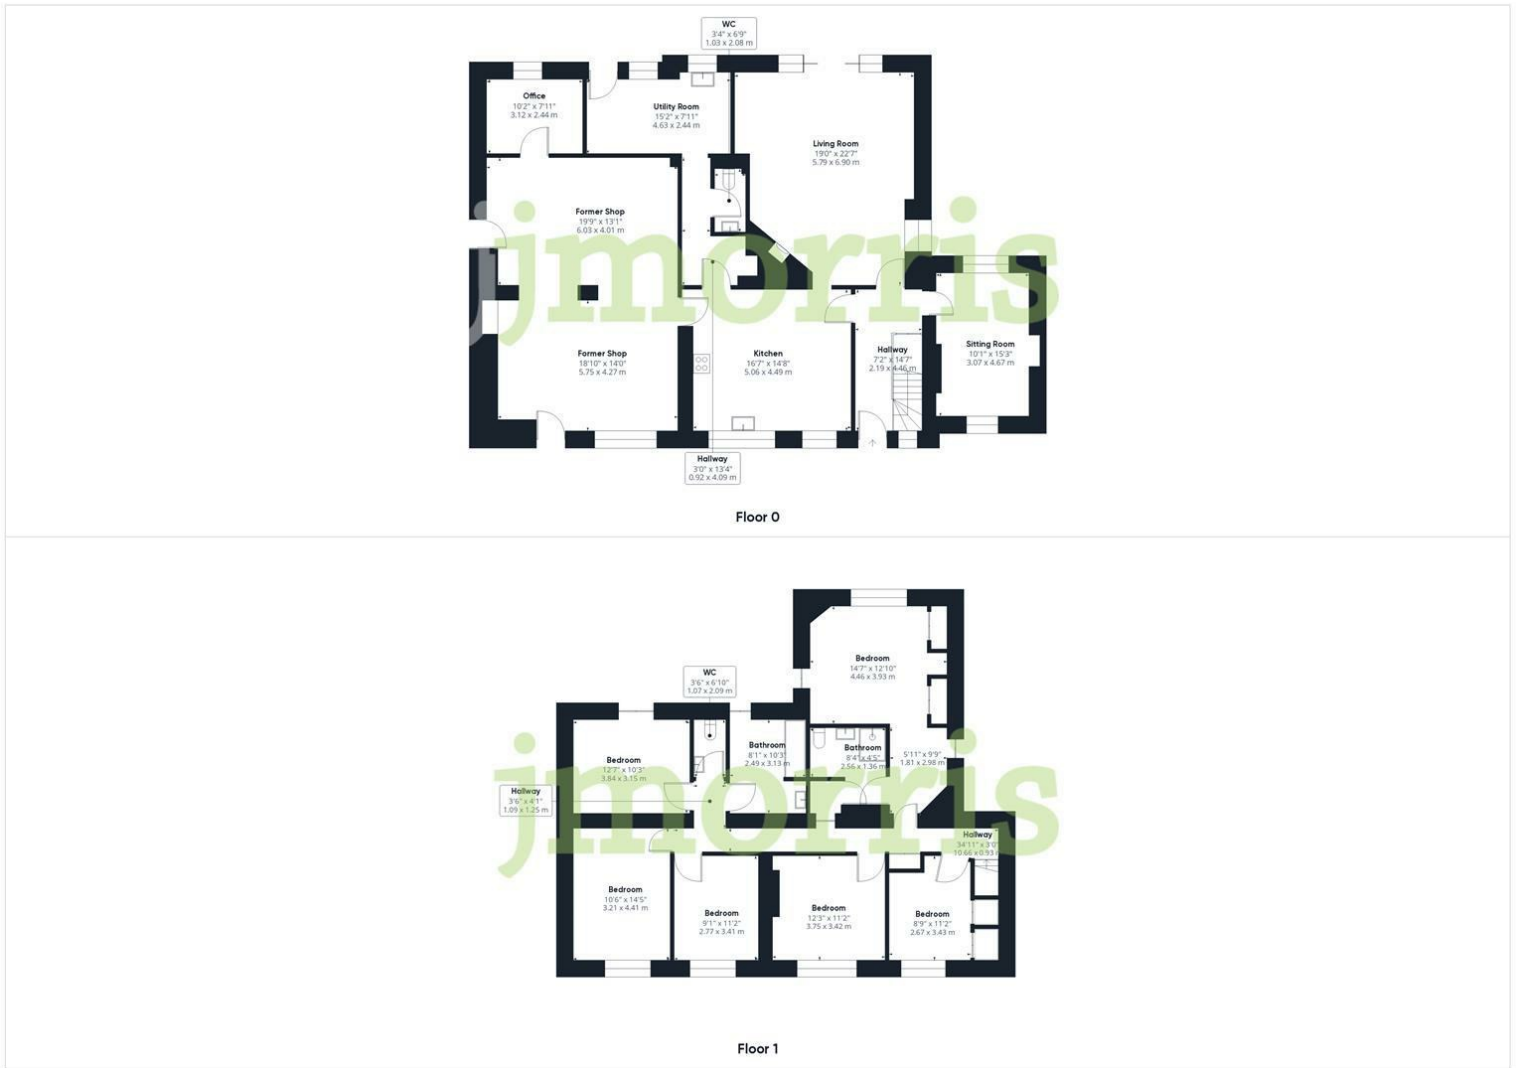 WC
3'4" x 6'9"
1.03 x 2.08 m
Office
10'2" x 7'11"
3.12 x 2.44 m
Utility Room
15'2" x 7'11"
4.63 x 2.44 m
Living Room
19'0" x 22'7"
5.79 x 6.90 m
Former Shop
19'9" x 13'1"
6.03 x 4.01 m
jjmorris
Former Shop
18'10" x 14'0"
5.75 x 4.27 m
Kitchen
16'7" x 14'8"
5.06 x 4.49 m
Hallway
7'2" x 14'7"
2.19 x 4.46 m
Sitting Room
10'1" x 15'3"
3.07 x 4.67 m
Hallway
3'0" x 13'4"
0.92 x 4.09 m
Floor 0
Bedroom
14'7" x 12'10"
4.46 x 3.93 m
WC
3'6" x 6'10"
1.07 x 2.09 m
Bedroom
12'7" x 10'3"
3.84 x 3.15 m
Bathroom
8'1" x 10'3"
2.49 x 3.13 m
Bathroom
8'4" x 4'5"
2.56 x 1.36 m
5'11" x 9'9"
1.81 x 2.98 m
Hallway
3'6" x 4'1"
1.09 x 1.25 m
jjmorris
Hallway
34'11" x 3'0"
10.66 x 0.93
Bedroom
10'6" x 14'5"
3.21 x 4.41 m
Bedroom
9'1" x 11'2"
2.77 x 3.41 m
Bedroom
12'3" x 11'2"
3.75 x 3.42 m
Bedroom
8'9" x 11'2"
2.67 x 3.43 m
Floor 1